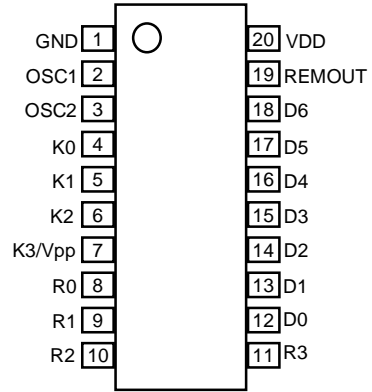 GND 1 20 VDD
OSC1 2 19 REMOUT
OSC2 3 18 D6
K0 4 17 D5
K1 5 16 D4
K2 6 15 D3
K3/Vpp 7 14 D2
R0 8 13 D1
R1 9 12 D0
R2 10 11 R3